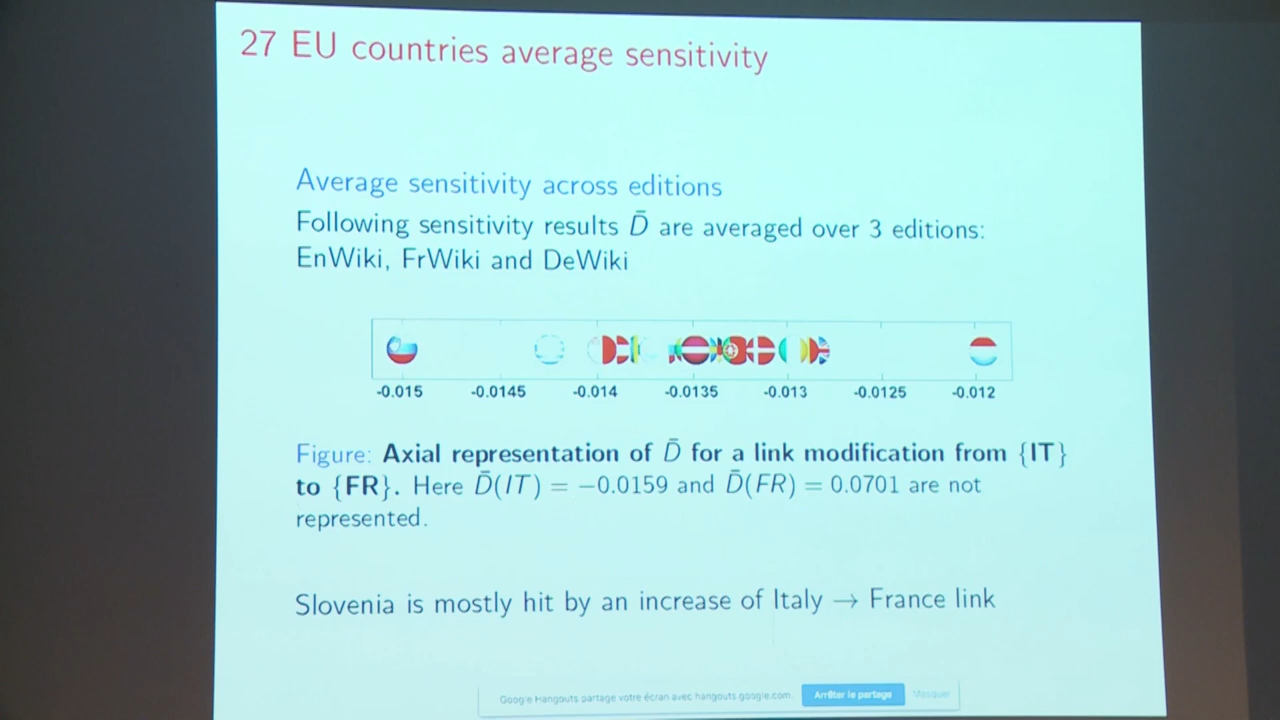 27 EU countries average sensitivity
Average sensitivity across editions
Following sensitivity results D̄ are averaged over 3 editions:
EnWiki, FrWiki and DeWiki
-0.015 -0.0145 -0.014 -0.0135 -0.013 -0.0125 -0.012
Figure: Axial representation of D̄ for a link modification from {IT}
to {FR}. Here D̄(IT) = −0.0159 and D̄(FR) = 0.0701 are not
represented.
Slovenia is mostly hit by an increase of Italy → France link
Google Hangouts partage votre écran avec hangouts.google.com. Arrêter le partage Masquer